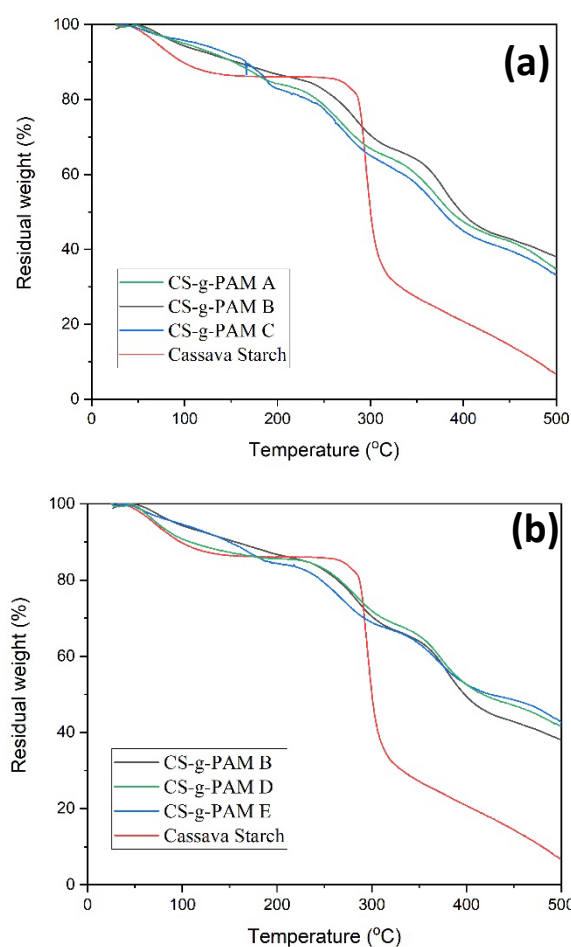 (a)
100
80
60
40
20
0
Residual weight (%)
CS-g-PAM A
CS-g-PAM B
CS-g-PAM C
Cassava Starch
0 100 200 300 400 500
Temperature (°C)
(b)
100
80
60
40
20
0
Residual weight (%)
CS-g-PAM B
CS-g-PAM D
CS-g-PAM E
Cassava Starch
0 100 200 300 400 500
Temperature (°C)